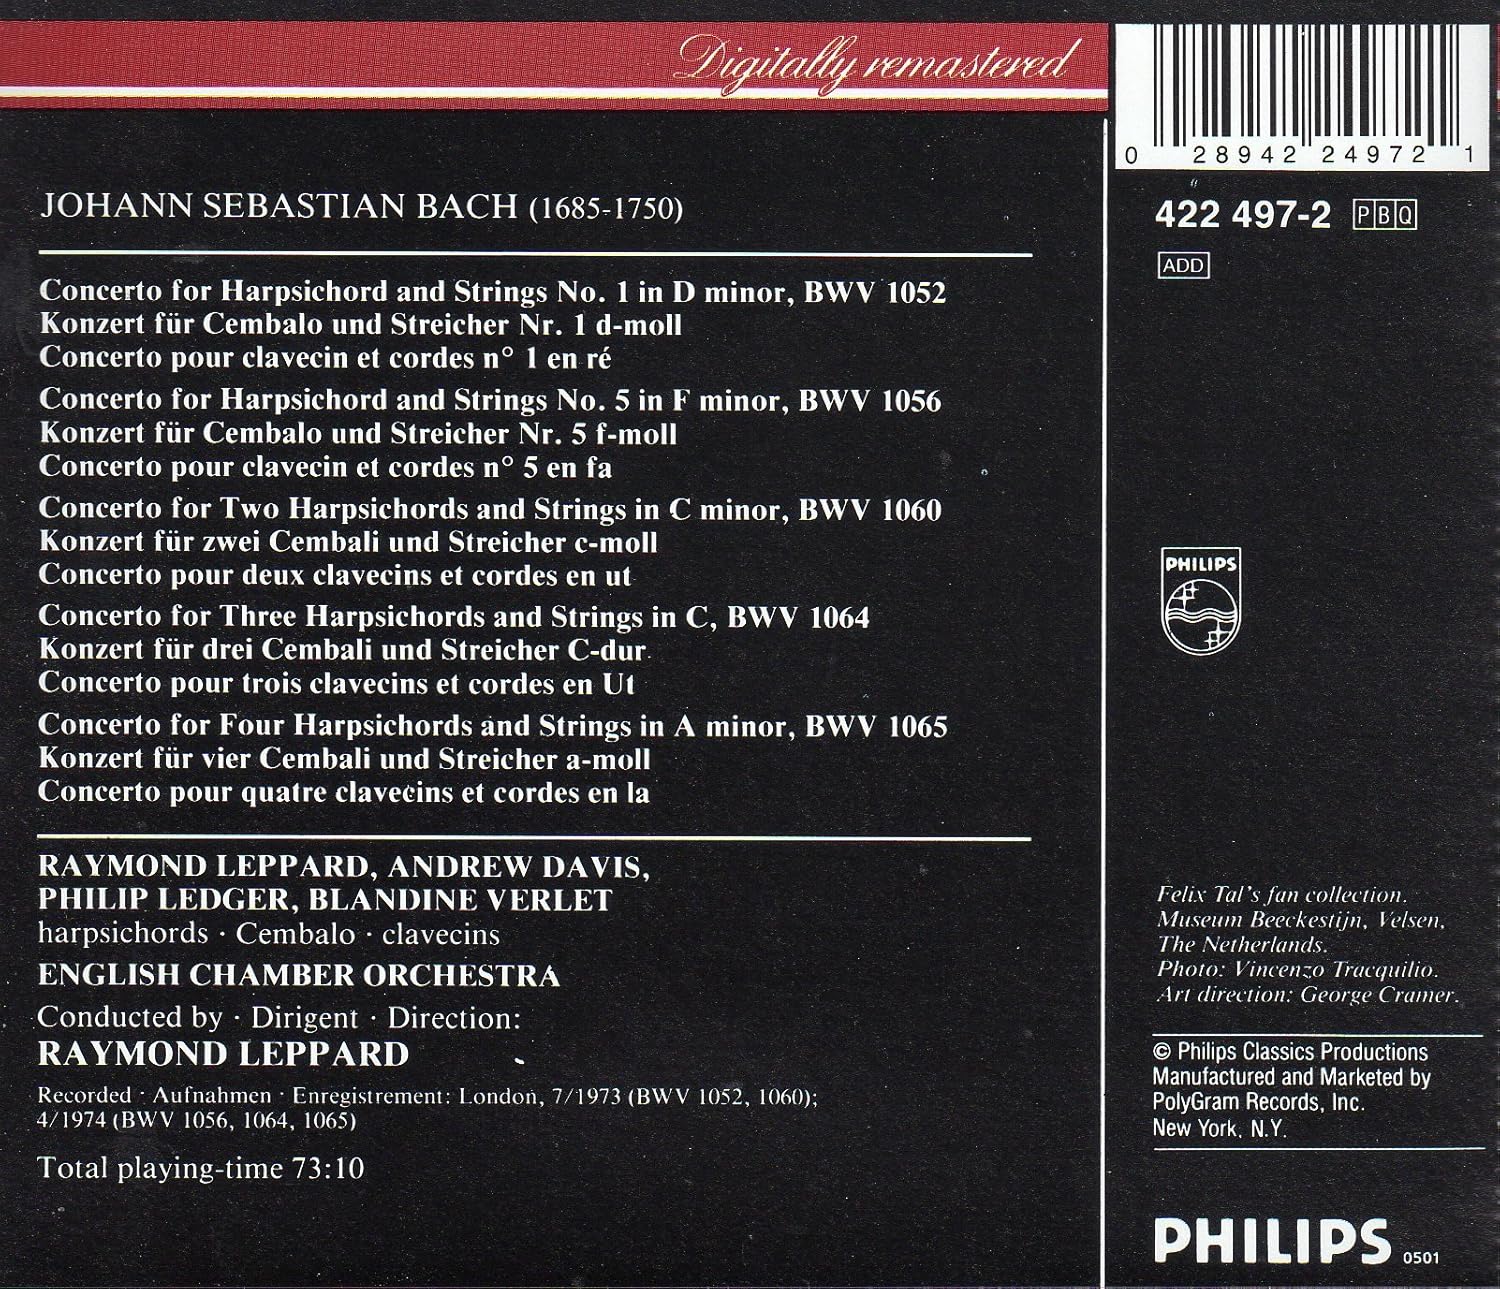 Digitally remastered
0 28942 24972 1
JOHANN SEBASTIAN BACH (1685-1750)
Concerto for Harpsichord and Strings No. 1 in D minor, BWV 1052
Konzert für Cembalo und Streicher Nr. 1 d-moll
Concerto pour clavecin et cordes n° 1 en ré
Concerto for Harpsichord and Strings No. 5 in F minor, BWV 1056
Konzert für Cembalo und Streicher Nr. 5 f-moll
Concerto pour clavecin et cordes n° 5 en fa
Concerto for Two Harpsichords and Strings in C minor, BWV 1060
Konzert für zwei Cembali und Streicher c-moll
Concerto pour deux clavecins et cordes en ut
Concerto for Three Harpsichords and Strings in C, BWV 1064
Konzert für drei Cembali und Streicher C-dur
Concerto pour trois clavecins et cordes en Ut
Concerto for Four Harpsichords and Strings in A minor, BWV 1065
Konzert für vier Cembali und Streicher a-moll
Concerto pour quatre clavecins et cordes en la
RAYMOND LEPPARD, ANDREW DAVIS,
PHILIP LEDGER, BLANDINE VERLET
harpsichords · Cembalo · clavecins
ENGLISH CHAMBER ORCHESTRA
Conducted by · Dirigent · Direction:
RAYMOND LEPPARD
Recorded · Aufnahmen · Enregistrement: London, 7/1973 (BWV 1052, 1060);
4/1974 (BWV 1056, 1064, 1065)
Total playing-time 73:10
422 497-2 PBQ
ADD
PHILIPS
Felix Tal's fan collection.
Museum Beeckestijn, Velsen,
The Netherlands.
Photo: Vincenzo Tracquilio.
Art direction: George Cramer.
© Philips Classics Productions
Manufactured and Marketed by
PolyGram Records, Inc.
New York, N.Y.
PHILIPS 0501